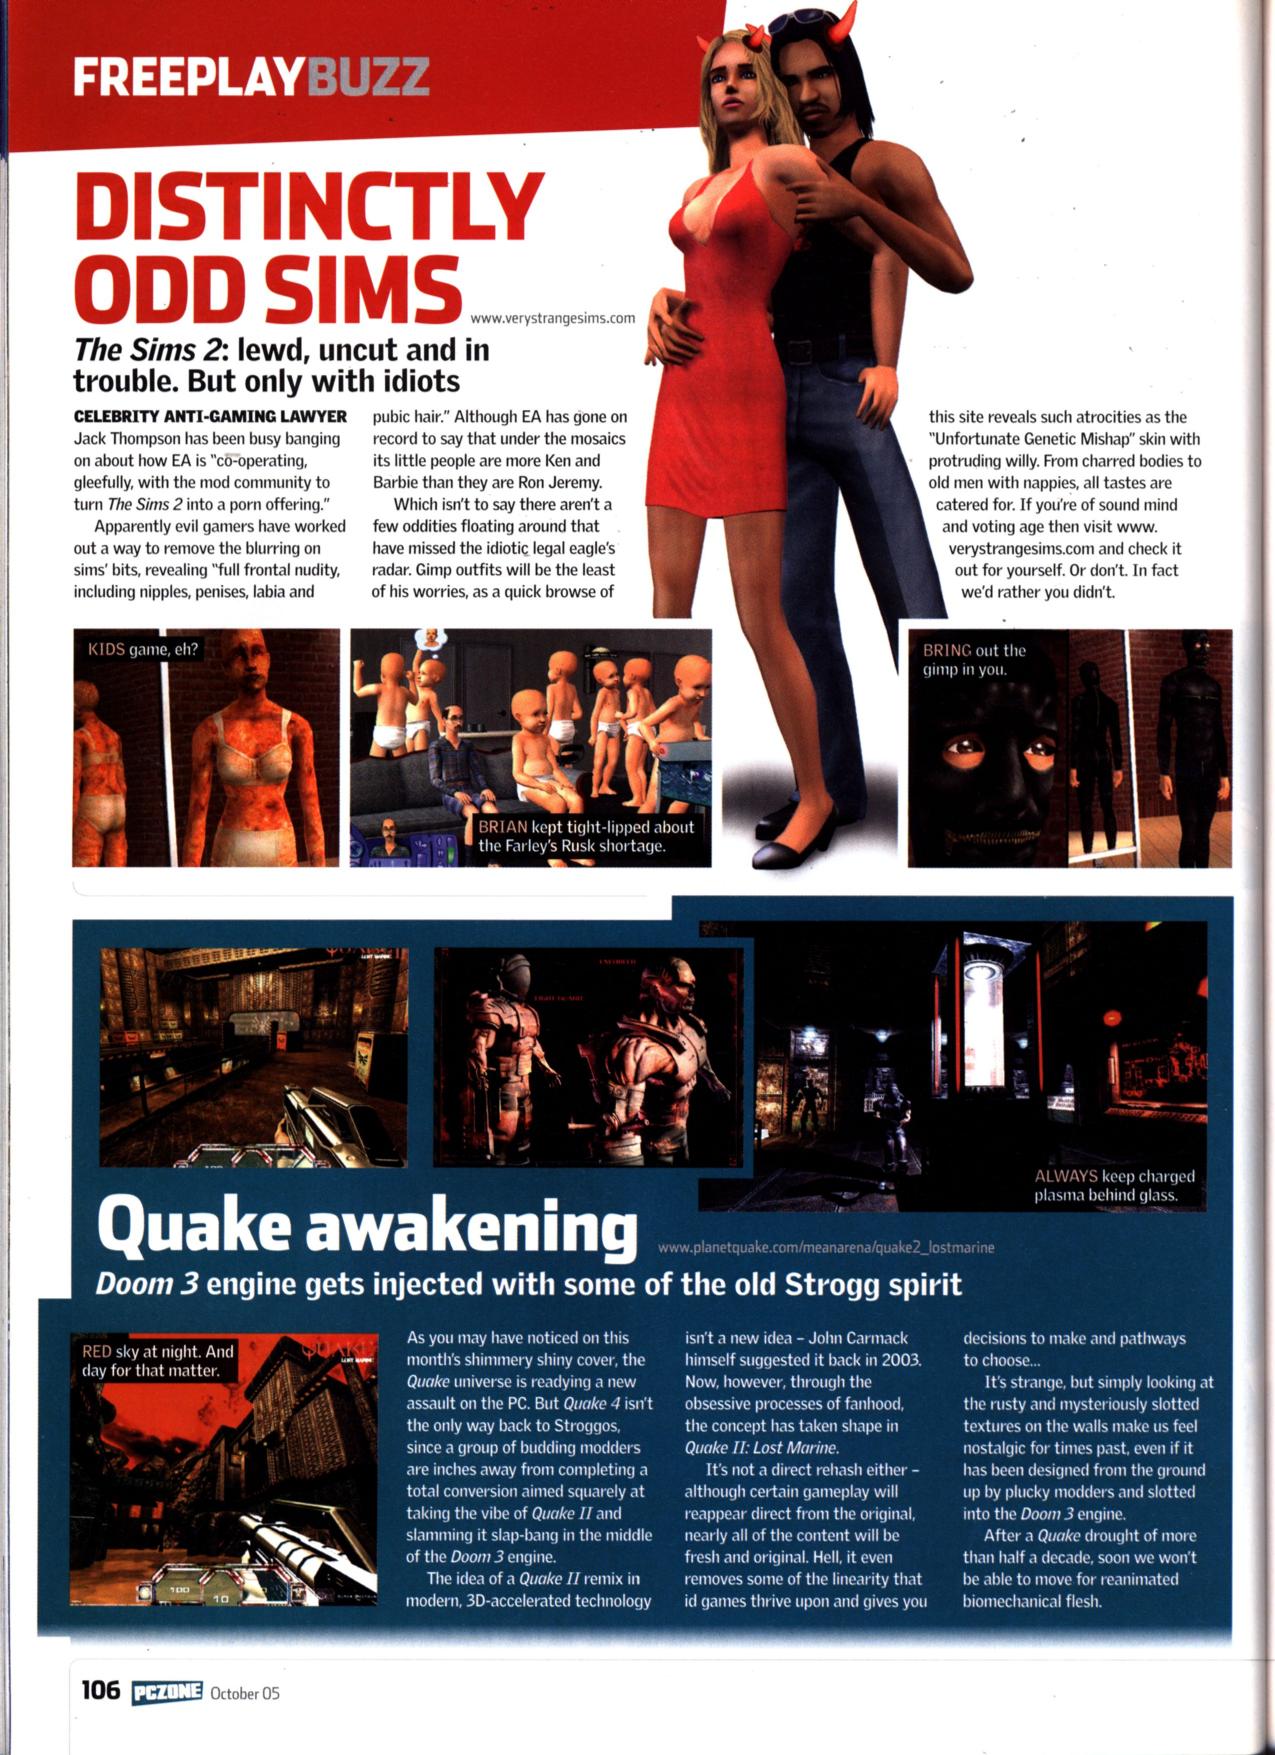 FREEPLAYBUZZ
DISTINCTLY
ODD SIMS
www.verystrangesims.com
The Sims 2: lewd, uncut and in
trouble. But only with idiots
CELEBRITY ANTI-GAMING LAWYER
Jack Thompson has been busy banging
on about how EA is "co-operating,
gleefully, with the mod community to
turn The Sims 2 into a porn offering."
Apparently evil gamers have worked
out a way to remove the blurring on
sims' bits, revealing "full frontal nudity,
including nipples, penises, labia and
pubic hair." Although EA has gone on
record to say that under the mosaics
its little people are more Ken and
Barbie than they are Ron Jeremy.
Which isn't to say there aren't a
few oddities floating around that
have missed the idiotic legal eagle's
radar. Gimp outfits will be the least
of his worries, as a quick browse of
this site reveals such atrocities as the
"Unfortunate Genetic Mishap" skin with
protruding willy. From charred bodies to
old men with nappies, all tastes are
catered for. If you're of sound mind
and voting age then visit www.
verystrangesims.com and check it
out for yourself. Or don't. In fact
we'd rather you didn't.
KIDS game, eh?
BRIAN kept tight-lipped about
the Farley's Rusk shortage.
BRING out the
gimp in you.
LOST MARINE
LIGHT GUARD
ENFORCER
ALWAYS keep charged
plasma behind glass.
Quake awakening
www.planetquake.com/meanarena/quake2_lostmarine
Doom 3 engine gets injected with some of the old Strogg spirit
RED sky at night. And
day for that matter.
QUAKE
LOST MARINE
100
10
As you may have noticed on this
month's shimmery shiny cover, the
Quake universe is readying a new
assault on the PC. But Quake 4 isn't
the only way back to Stroggos,
since a group of budding modders
are inches away from completing a
total conversion aimed squarely at
taking the vibe of Quake II and
slamming it slap-bang in the middle
of the Doom 3 engine.
The idea of a Quake II remix in
modern, 3D-accelerated technology
isn't a new idea – John Carmack
himself suggested it back in 2003.
Now, however, through the
obsessive processes of fanhood,
the concept has taken shape in
Quake II: Lost Marine.
It's not a direct rehash either –
although certain gameplay will
reappear direct from the original,
nearly all of the content will be
fresh and original. Hell, it even
removes some of the linearity that
id games thrive upon and gives you
decisions to make and pathways
to choose...
It's strange, but simply looking at
the rusty and mysteriously slotted
textures on the walls make us feel
nostalgic for times past, even if it
has been designed from the ground
up by plucky modders and slotted
into the Doom 3 engine.
After a Quake drought of more
than half a decade, soon we won't
be able to move for reanimated
biomechanical flesh.
106 PCZONE October 05